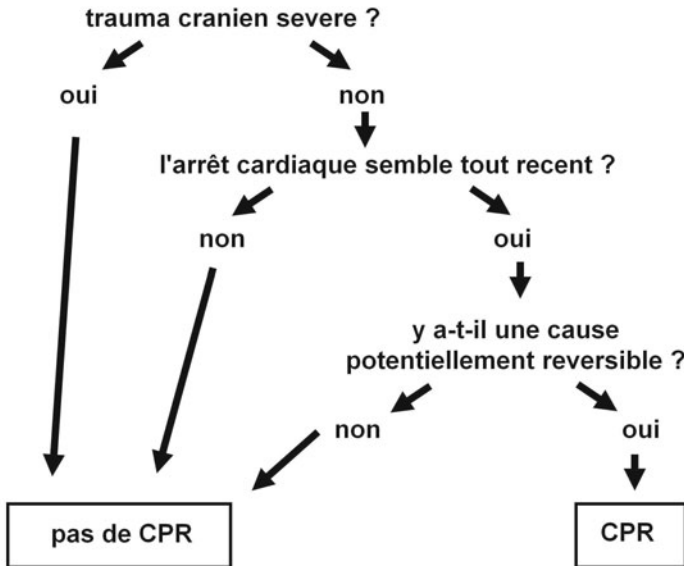 trauma cranien severe ?
oui
non
l'arrêt cardiaque semble tout recent ?
non
oui
y a-t-il une cause
potentiellement reversible ?
non
oui
pas de CPR
CPR